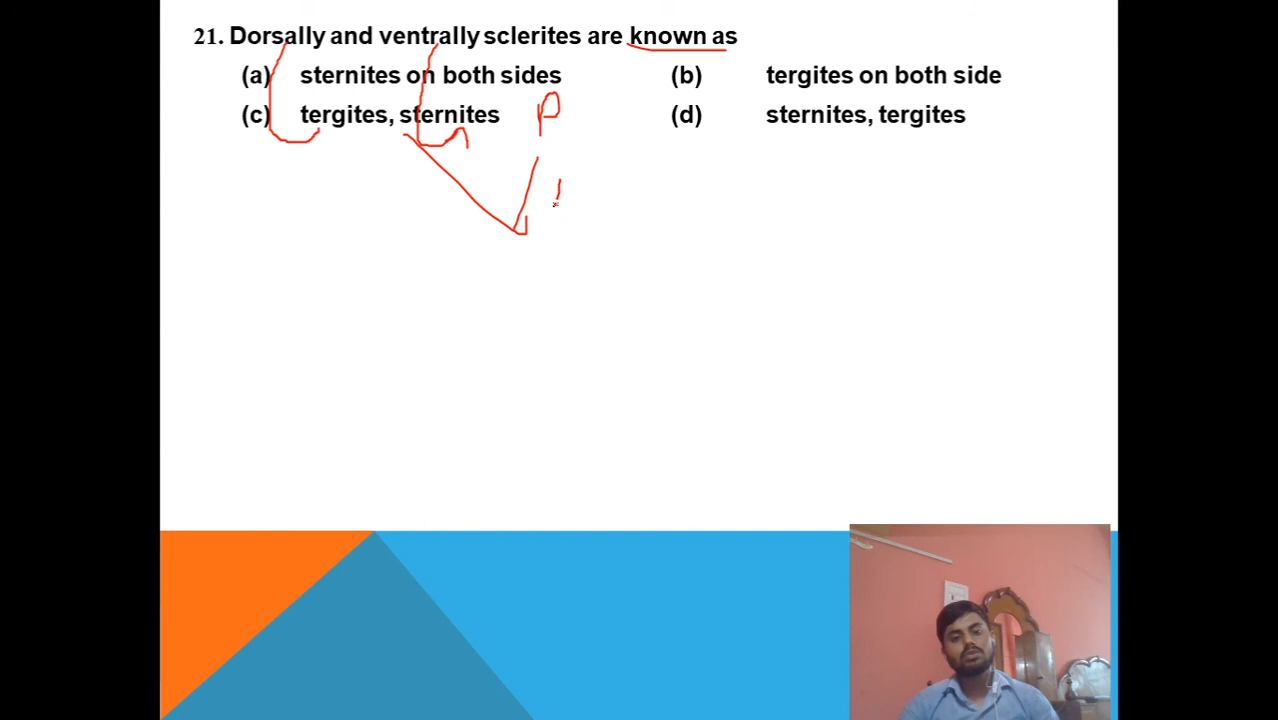 21. Dorsally and ventrally sclerites are known as
(a) sternites on both sides (b) tergites on both side
(c) tergites, sternites (d) sternites, tergites
P